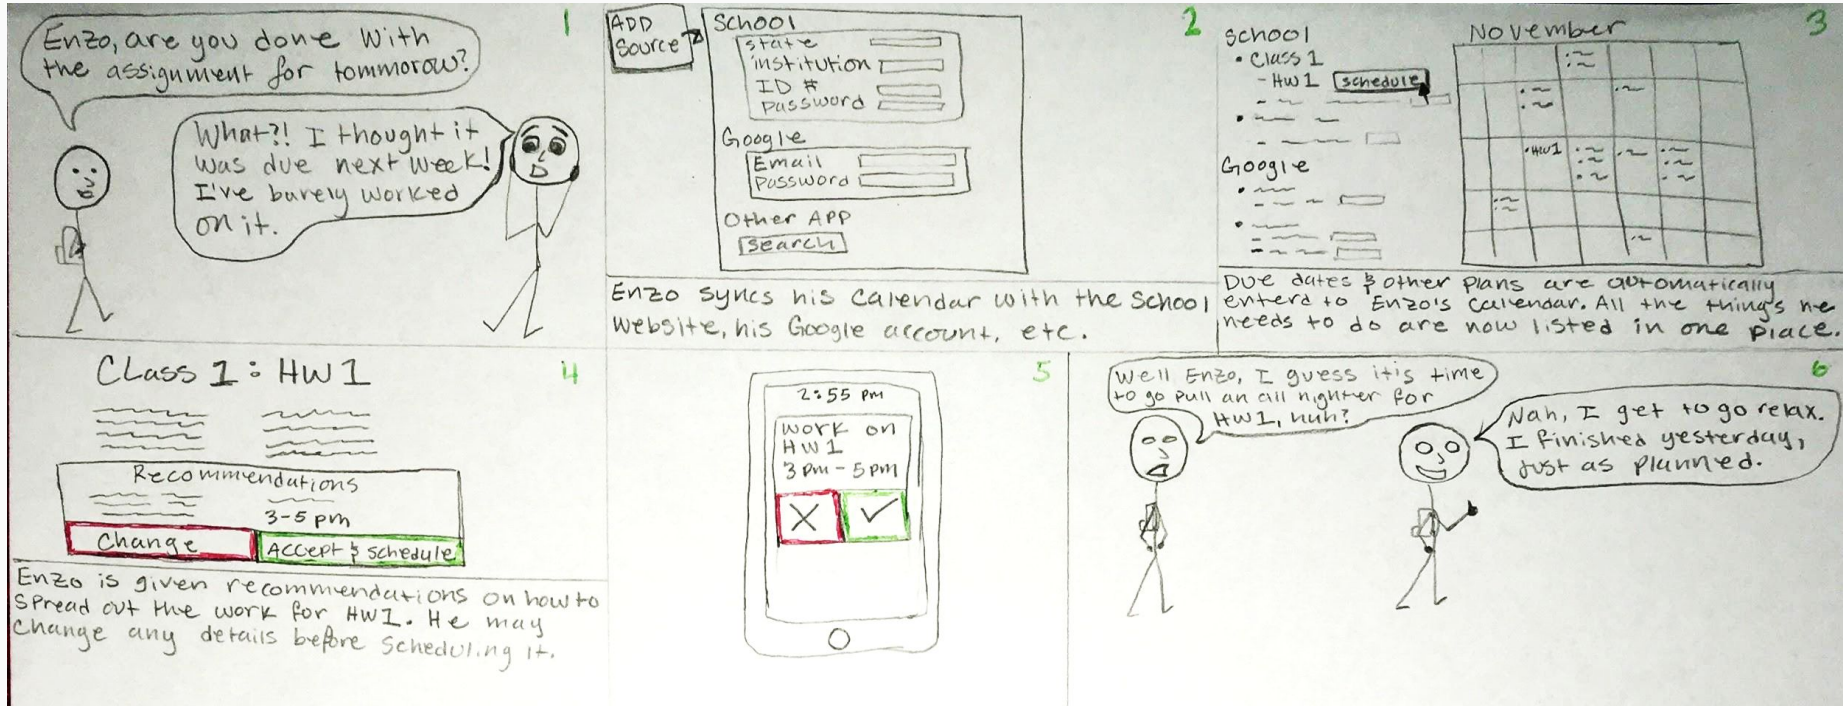 1
Enzo, are you done with
the assignment for tommorow?
What?! I thought it
was due next week!
I've barely worked
on it.
2
ADD
Source
School
state
institution
ID #
password
Google
Email
password
Other APP
search
Enzo syncs his calendar with the school
website, his Google account, etc.
3
School
• Class 1
- HW1 schedule
Google
November
• HW1
Due dates & other plans are automatically
enterd to Enzo's calendar. All the things he
needs to do are now listed in one place.
4
Class 1: HW1
Recommendations
3-5 pm
Change
Accept & schedule
Enzo is given recommendations on how to
spread out the work for HW1. He may
change any details before scheduling it.
5
2:55 pm
work on
HW1
3 pm - 5 pm
6
Well Enzo, I guess it's time
to go pull an all nighter for
HW1, huh?
Nah, I get to go relax.
I finished yesterday,
just as planned.